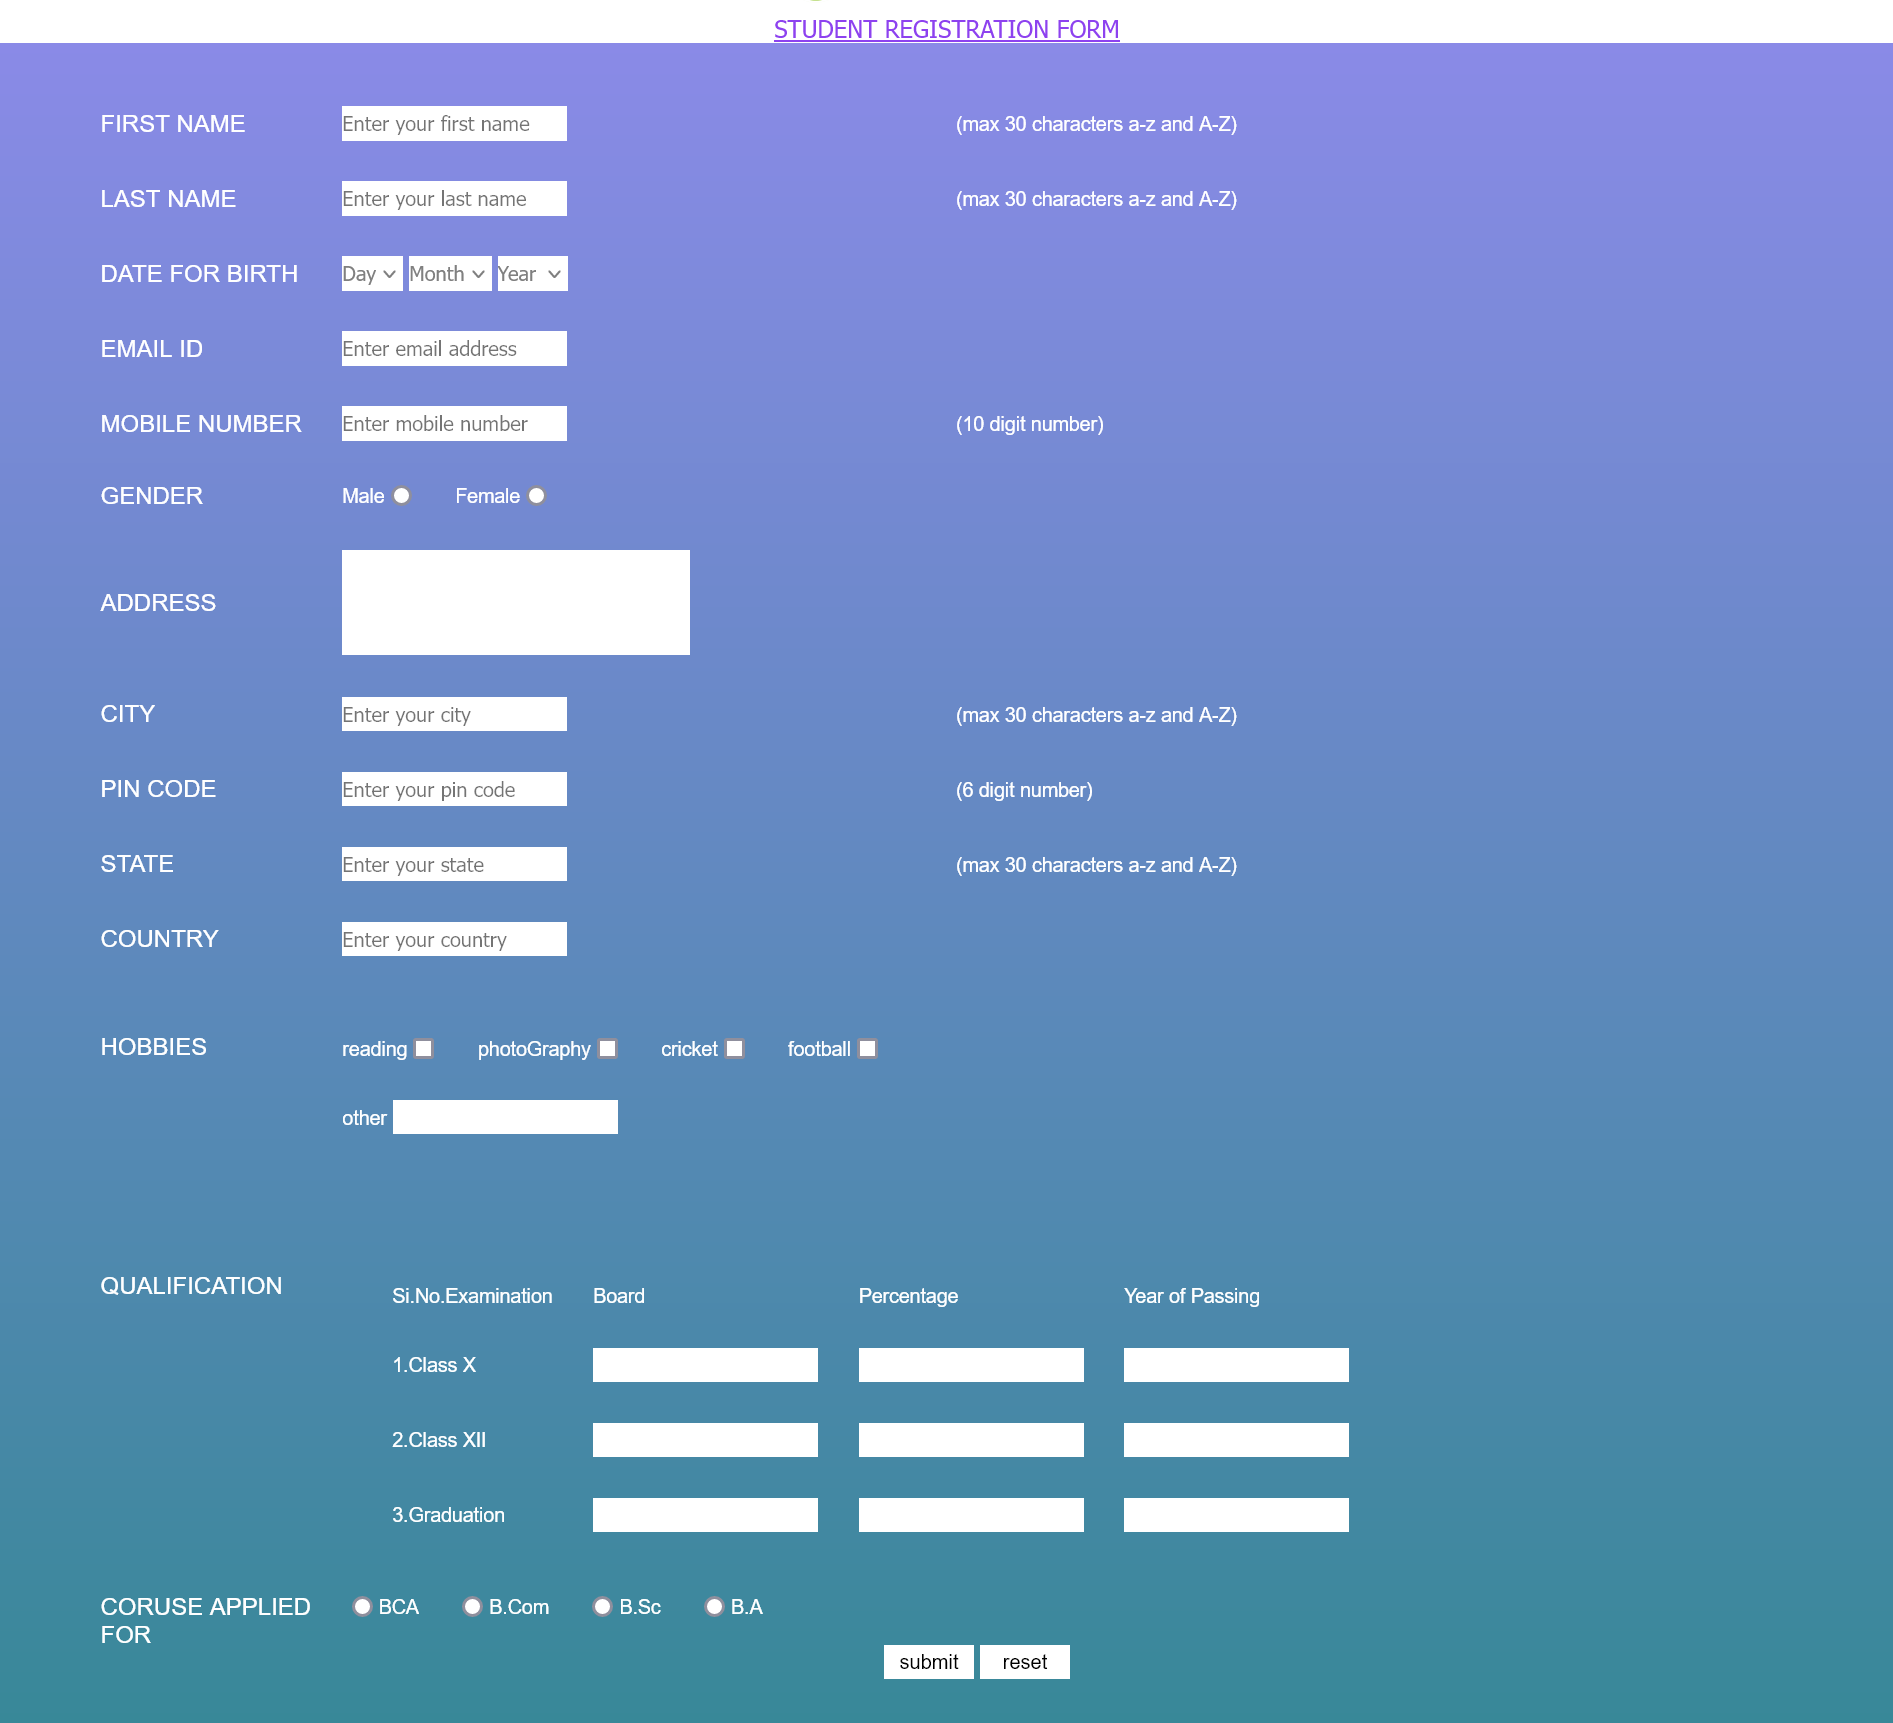 STUDENT REGISTRATION FORM
FIRST NAME Enter your first name (max 30 characters a-z and A-Z)
LAST NAME Enter your last name (max 30 characters a-z and A-Z)
DATE FOR BIRTH Day Month Year
EMAIL ID Enter email address
MOBILE NUMBER Enter mobile number (10 digit number)
GENDER Male Female
ADDRESS
CITY Enter your city (max 30 characters a-z and A-Z)
PIN CODE Enter your pin code (6 digit number)
STATE Enter your state (max 30 characters a-z and A-Z)
COUNTRY Enter your country
HOBBIES reading photoGraphy cricket football
other
QUALIFICATION Si.No.Examination Board Percentage Year of Passing
1.Class X
2.Class XII
3.Graduation
CORUSE APPLIED BCA B.Com B.Sc B.A
FOR
submit reset